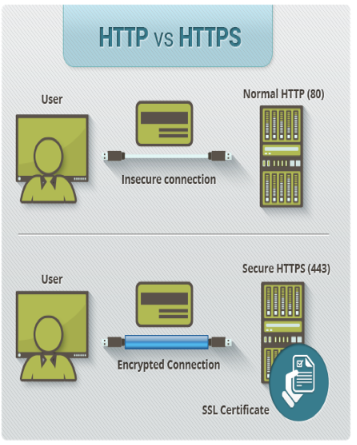 HTTP vs HTTPS
User
Normal HTTP (80)
Insecure connection
User
Secure HTTPS (443)
Encrypted Connection
SSL Certificate